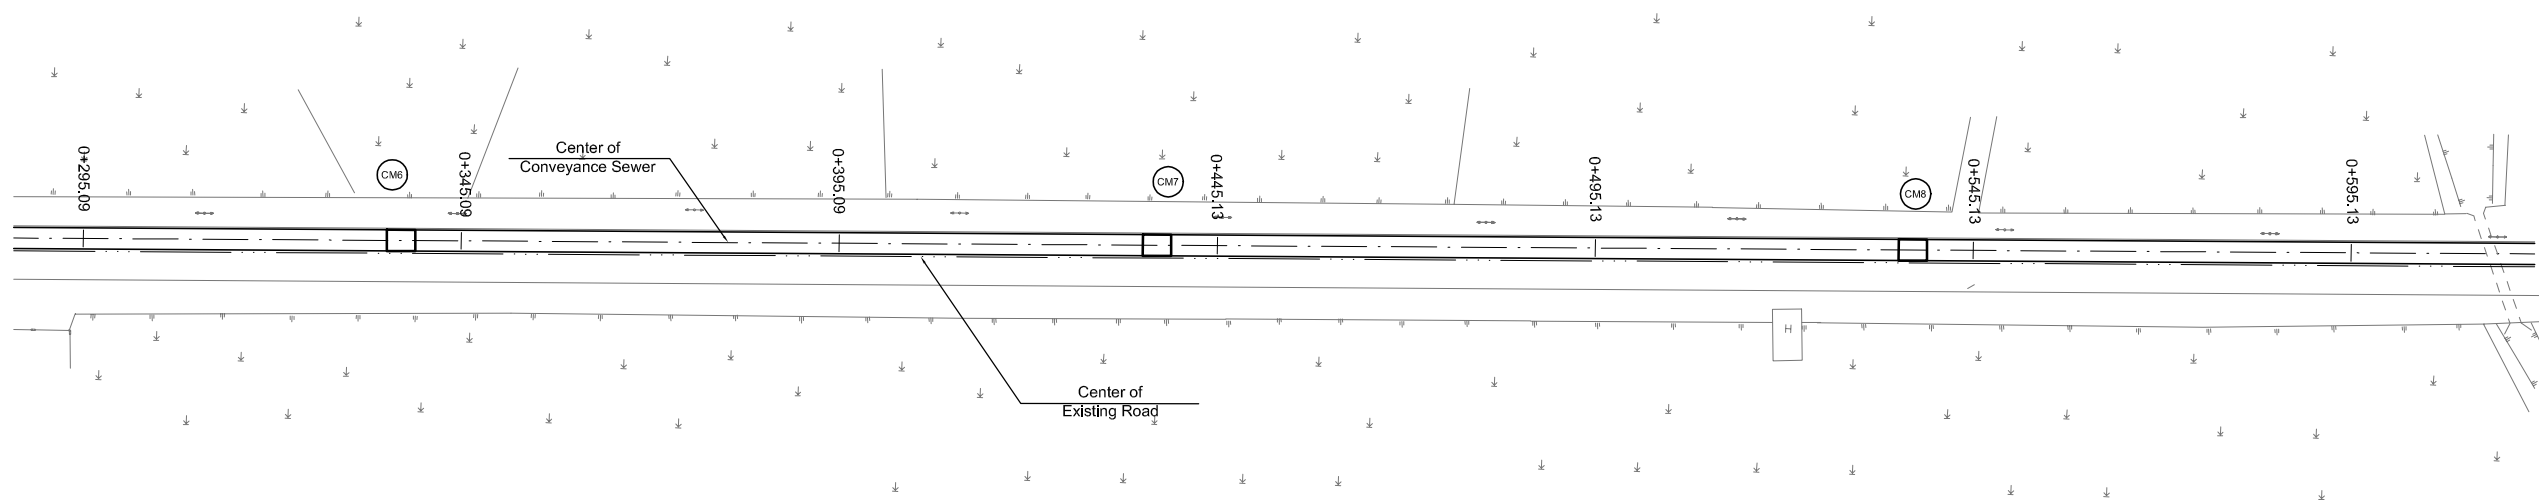 0+295.09
CM6
0+345.09
Center of
Conveyance Sewer
0+395.09
CM7
0+445.13
0+495.13
CM8
0+545.13
0+595.13
H
Center of
Existing Road